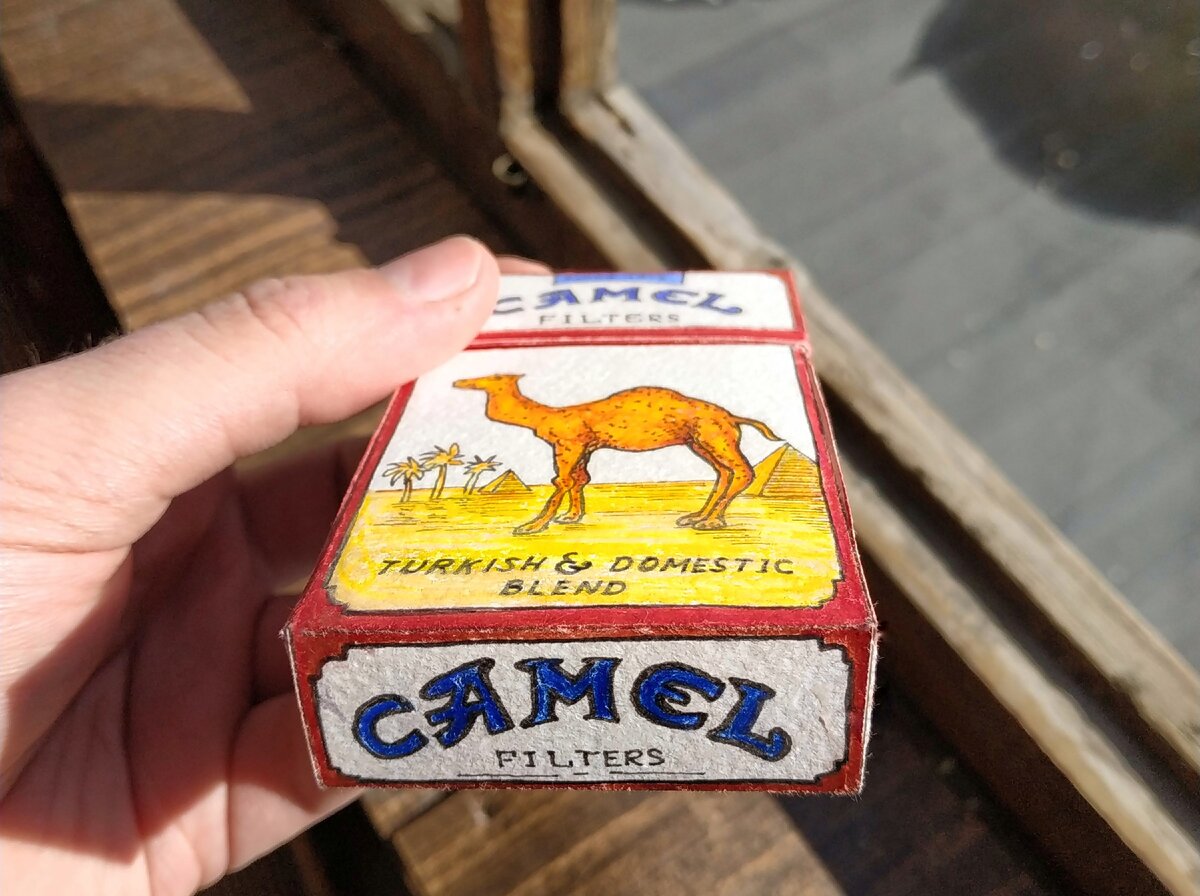 CAMEL
FILTERS
TURKISH & DOMESTIC
BLEND
CAMEL
FILTERS